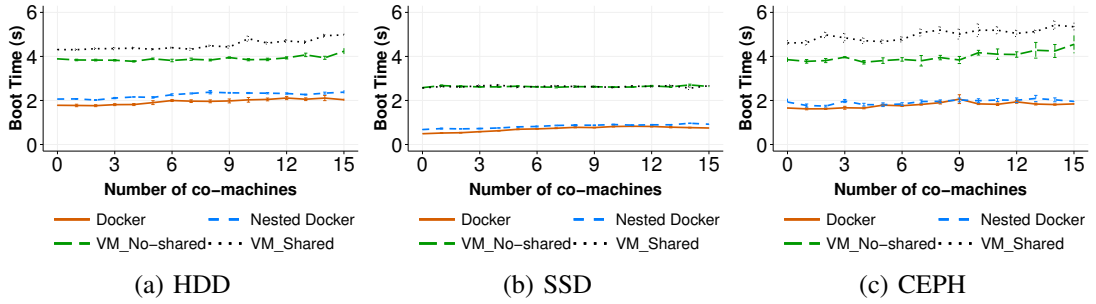 Boot Time (s)
6
4
2
0
0 3 6 9 12 15
Number of co−machines
Docker Nested Docker
VM_No−shared VM_Shared
(a) HDD
Boot Time (s)
6
4
2
0
0 3 6 9 12 15
Number of co−machines
Docker Nested Docker
VM_No−shared VM_Shared
(b) SSD
Boot Time (s)
6
4
2
0
0 3 6 9 12 15
Number of co−machines
Docker Nested Docker
VM_No−shared VM_Shared
(c) CEPH